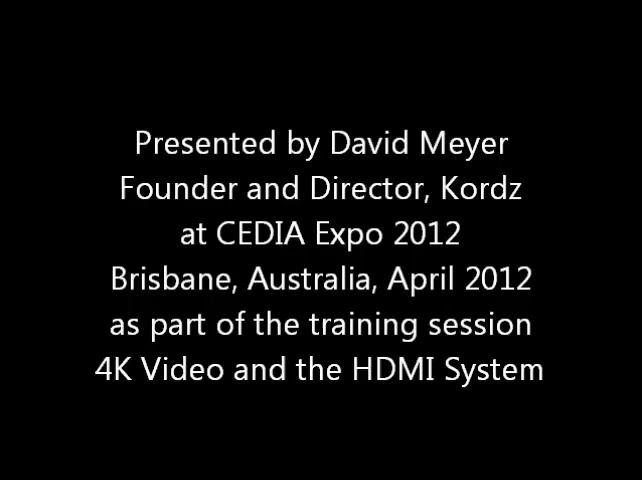 Presented by David Meyer
Founder and Director, Kordz
at CEDIA Expo 2012
Brisbane, Australia, April 2012
as part of the training session
4K Video and the HDMI System